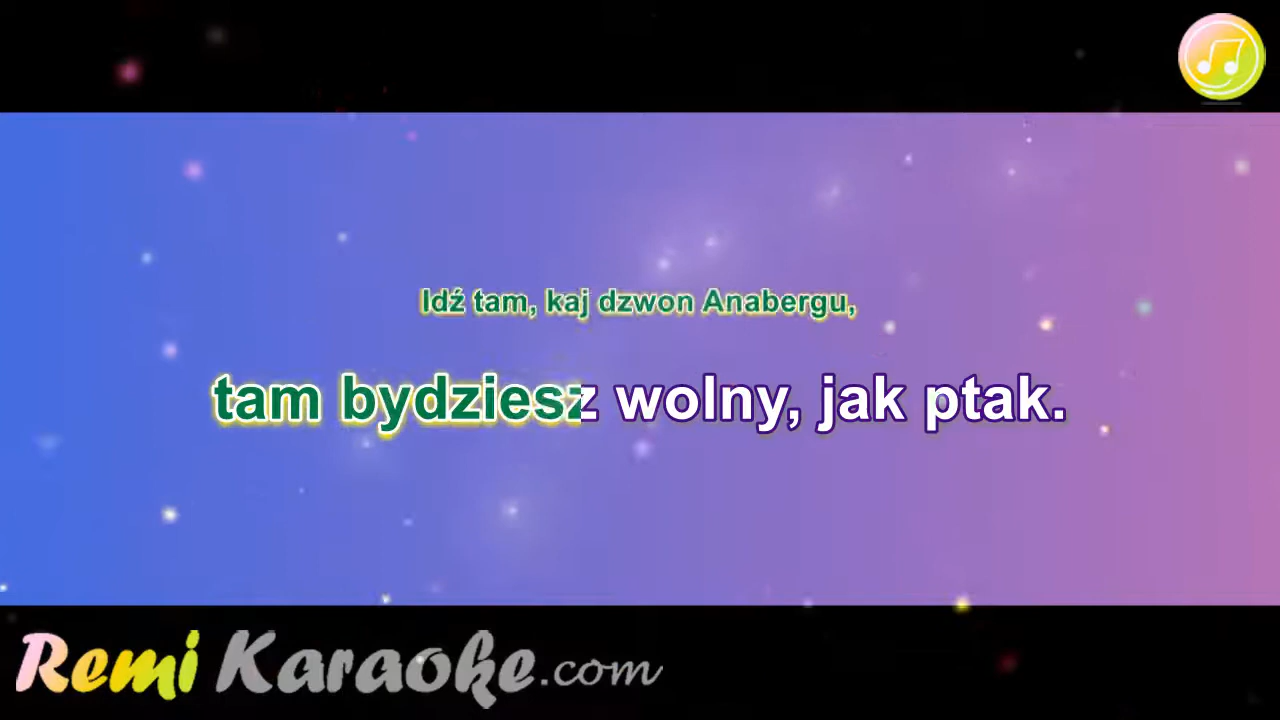 Idź tam, kaj dzwon Anabergu,
tam bydziesz wolny, jak ptak.
Remi Karaoke.com